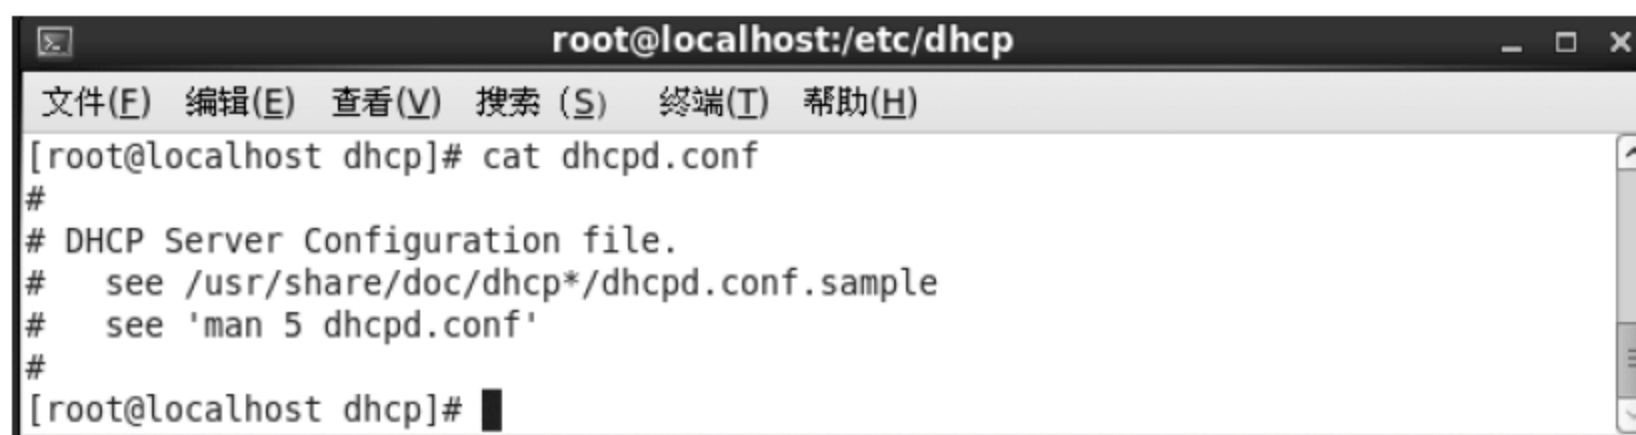 root@localhost:/etc/dhcp
文件(F) 编辑(E) 查看(V) 搜索（S） 终端(T) 帮助(H)
[root@localhost dhcp]# cat dhcpd.conf
#
# DHCP Server Configuration file.
#   see /usr/share/doc/dhcp*/dhcpd.conf.sample
#   see 'man 5 dhcpd.conf'
#
[root@localhost dhcp]#